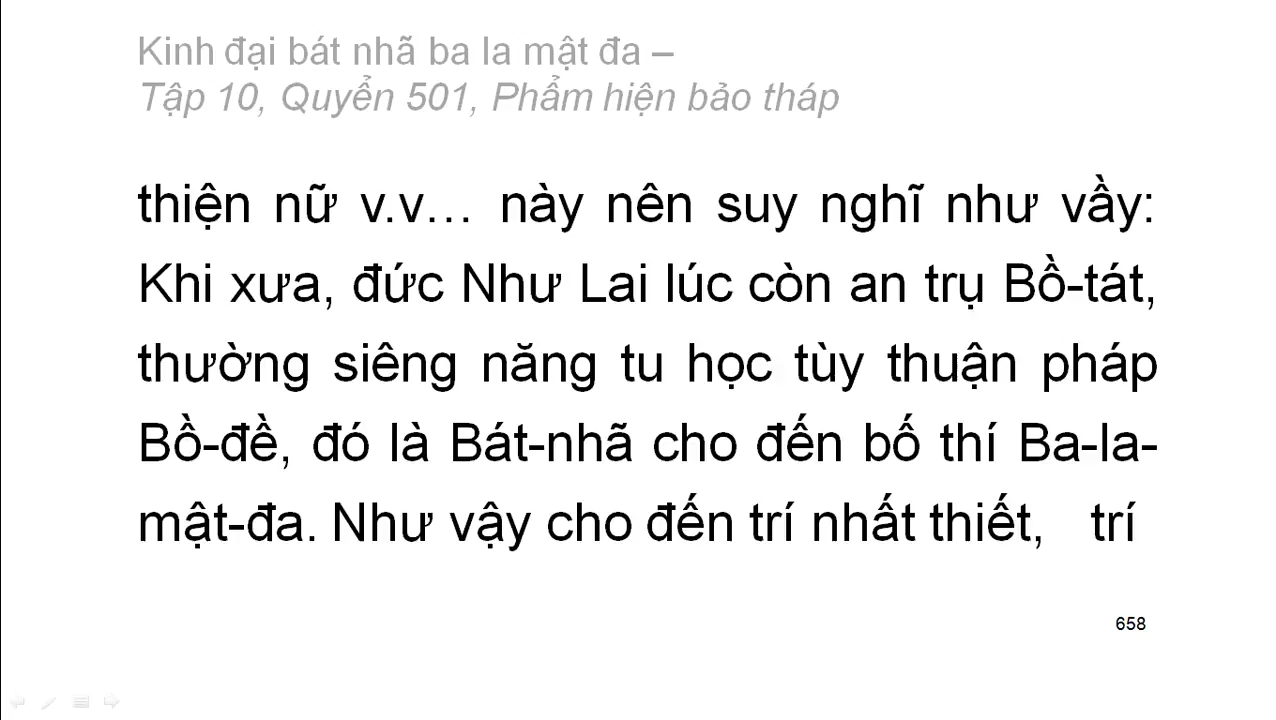 Kinh đại bát nhã ba la mật đa –
Tập 10, Quyển 501, Phẩm hiện bảo tháp
thiện nữ v.v… này nên suy nghĩ như vầy:
Khi xưa, đức Như Lai lúc còn an trụ Bồ-tát,
thường siêng năng tu học tùy thuận pháp
Bồ-đề, đó là Bát-nhã cho đến bố thí Ba-la-
mật-đa. Như vậy cho đến trí nhất thiết, trí
658